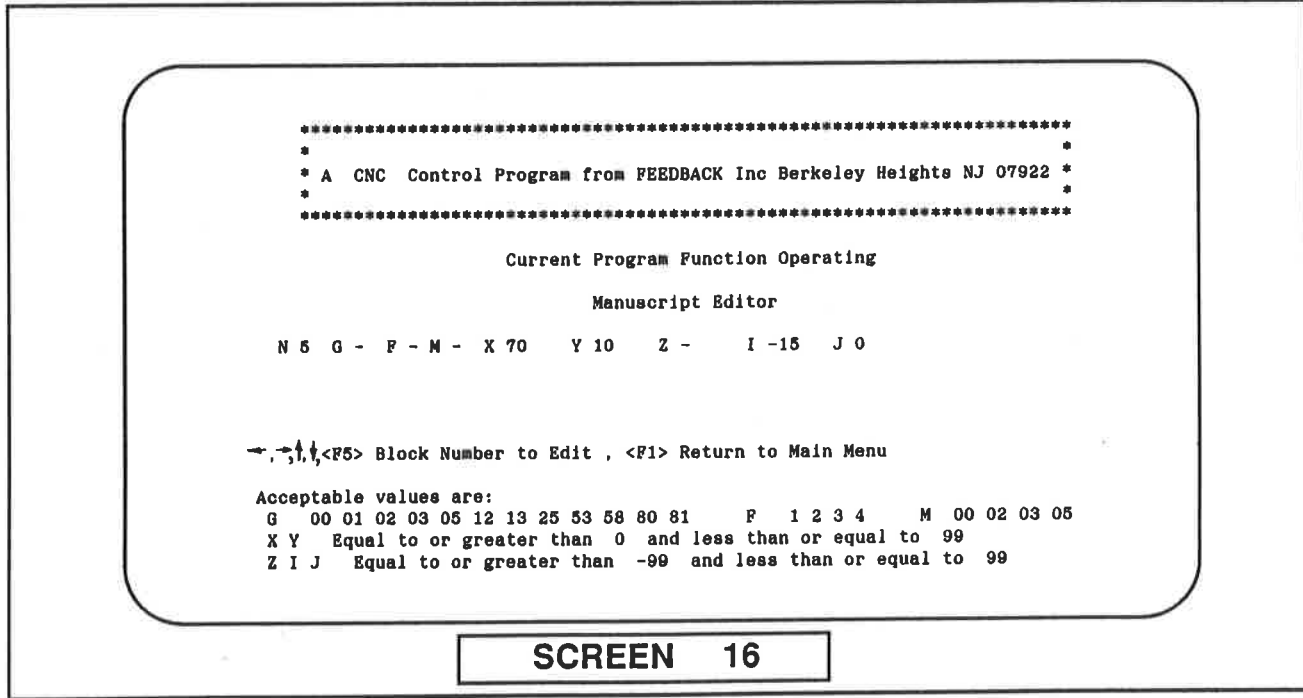 ************************************************************************
* *
* A CNC Control Program from FEEDBACK Inc Berkeley Heights NJ 07922 *
* *
************************************************************************
Current Program Function Operating
Manuscript Editor
N 5 G - F - M - X 70 Y 10 Z - I -15 J 0
←,→,↑,↓,<F5> Block Number to Edit , <F1> Return to Main Menu
Acceptable values are:
G 00 01 02 03 05 12 13 25 53 58 80 81 F 1 2 3 4 M 00 02 03 05
X Y Equal to or greater than 0 and less than or equal to 99
Z I J Equal to or greater than -99 and less than or equal to 99
SCREEN 16